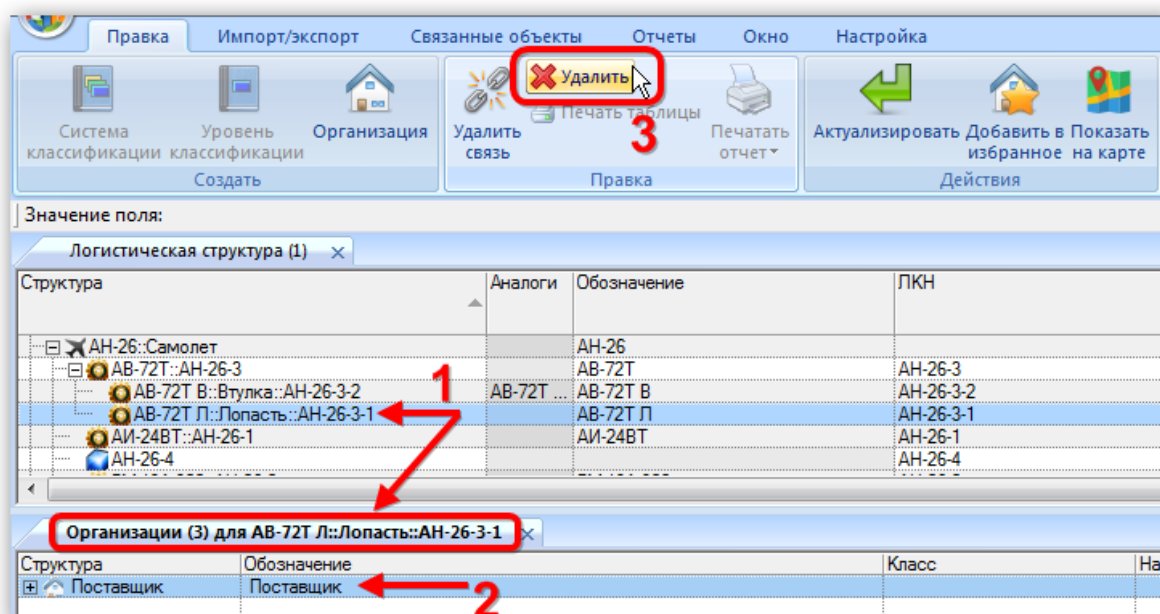 Правка Импорт/экспорт Связанные объекты Отчеты Окно Настройка
Система классификации
Уровень классификации
Организация
Создать
Удалить связь
Удалить
Печать таблицы
3
Печатать отчет
Правка
Актуализировать
Добавить в избранное
Показать на карте
Действия
Значение поля:
Логистическая структура (1)
Структура Аналоги Обозначение ЛКН
АН-26::Самолет АН-26
АВ-72Т::АН-26-3 АВ-72Т АН-26-3
1
АВ-72Т В::Втулка::АН-26-3-2 АВ-72Т ... АВ-72Т В АН-26-3-2
АВ-72Т Л::Лопасть::АН-26-3-1 АВ-72Т Л АН-26-3-1
АИ-24ВТ::АН-26-1 АИ-24ВТ АН-26-1
АН-26-4 АН-26-4
Организации (3) для АВ-72Т Л::Лопасть::АН-26-3-1
Структура Обозначение Класс На
Поставщик Поставщик
2